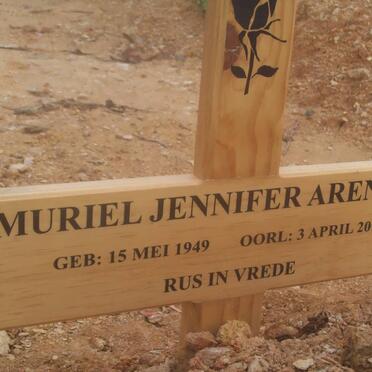 MURIEL JENNIFER AREN
GEB: 15 MEI 1949 OORL: 3 APRIL 20
RUS IN VREDE